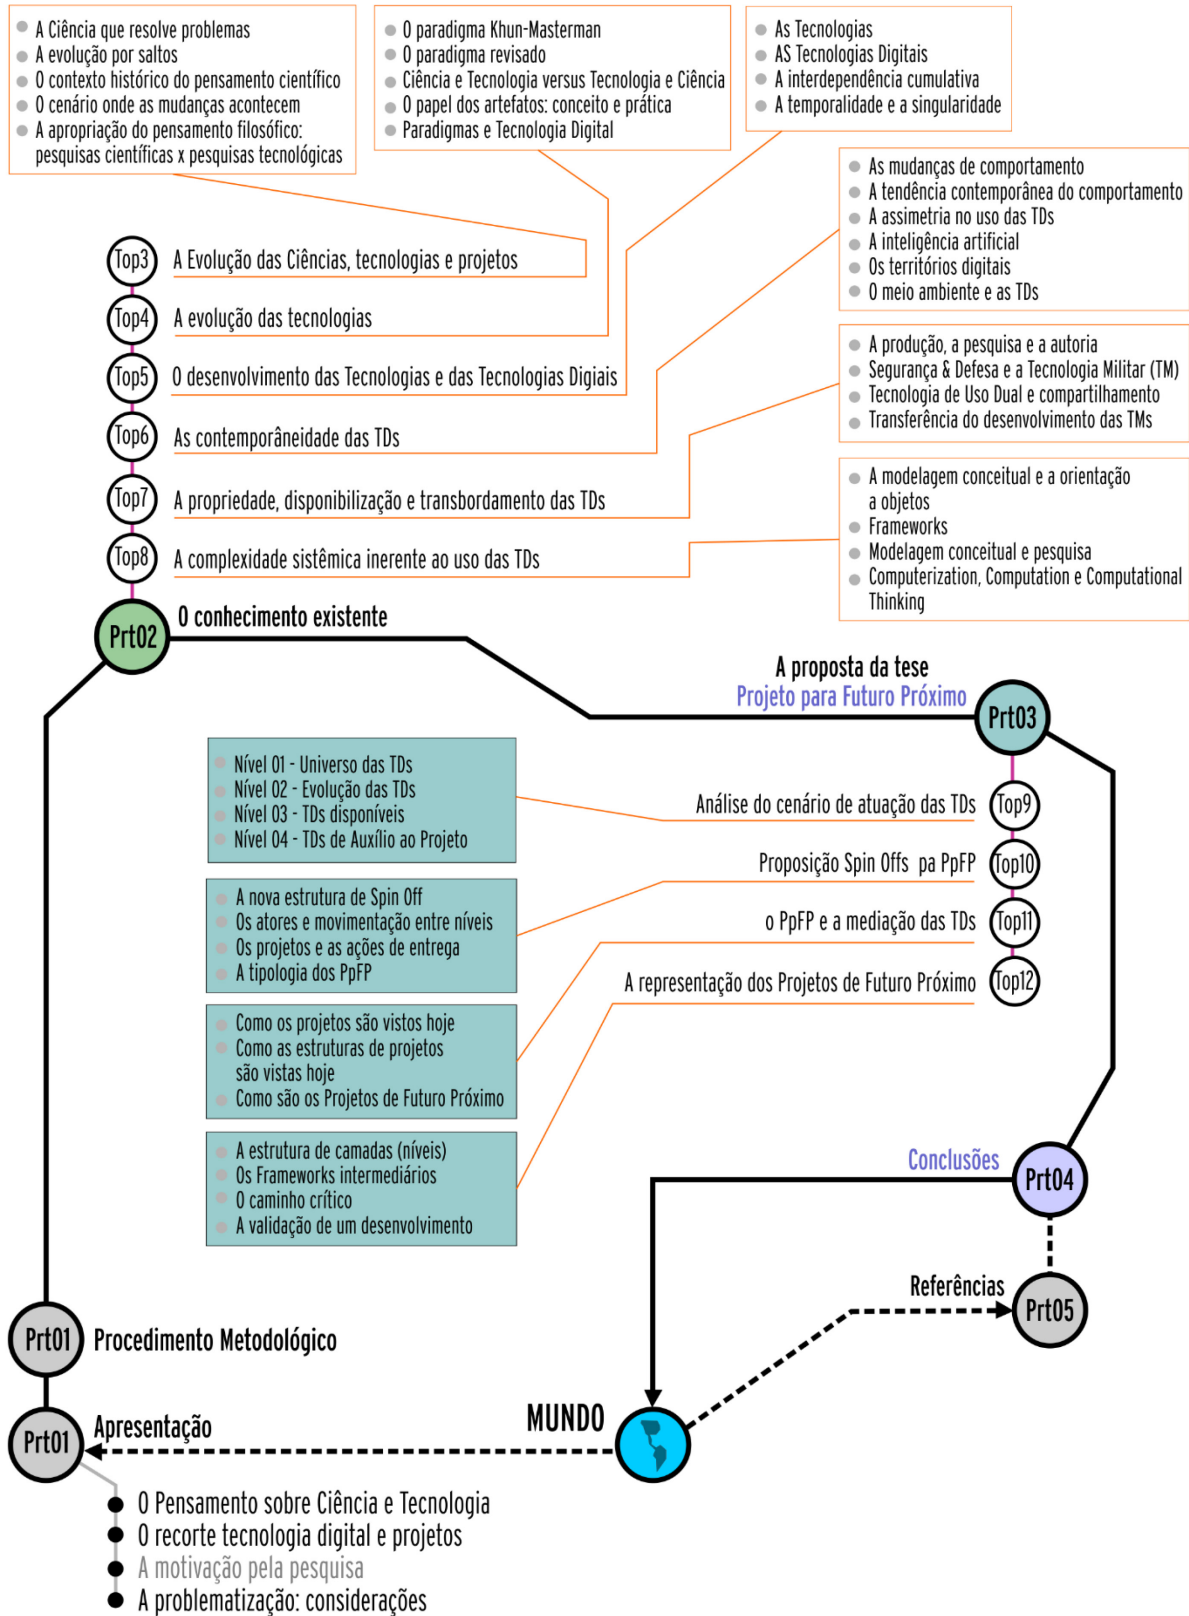 A Ciência que resolve problemas
A evolução por saltos
O contexto histórico do pensamento científico
O cenário onde as mudanças acontecem
A apropriação do pensamento filosófico:
pesquisas científicas x pesquisas tecnológicas
O paradigma Khun-Masterman
O paradigma revisado
Ciência e Tecnologia versus Tecnologia e Ciência
O papel dos artefatos: conceito e prática
Paradigmas e Tecnologia Digital
As Tecnologias
AS Tecnologias Digitais
A interdependência cumulativa
A temporalidade e a singularidade
As mudanças de comportamento
A tendência contemporânea do comportamento
A assimetria no uso das TDs
A inteligência artificial
Os territórios digitais
O meio ambiente e as TDs
A produção, a pesquisa e a autoria
Segurança & Defesa e a Tecnologia Militar (TM)
Tecnologia de Uso Dual e compartilhamento
Transferência do desenvolvimento das TMs
A modelagem conceitual e a orientação
a objetos
Frameworks
Modelagem conceitual e pesquisa
Computerization, Computation e Computational
Thinking
Top3 A Evolução das Ciências, tecnologias e projetos
Top4 A evolução das tecnologias
Top5 O desenvolvimento das Tecnologias e das Tecnologias Digiais
Top6 As contemporâneidade das TDs
Top7 A propriedade, disponibilização e transbordamento das TDs
Top8 A complexidade sistêmica inerente ao uso das TDs
Prt02 O conhecimento existente
A proposta da tese
Projeto para Futuro Próximo
Prt03
Nível 01 - Universo das TDs
Nível 02 - Evolução das TDs
Nível 03 - TDs disponíveis
Nível 04 - TDs de Auxílio ao Projeto
Análise do cenário de atuação das TDs Top9
Proposição Spin Offs pa PpFP Top10
o PpFP e a mediação das TDs Top11
A representação dos Projetos de Futuro Próximo Top12
A nova estrutura de Spin Off
Os atores e movimentação entre níveis
Os projetos e as ações de entrega
A tipologia dos PpFP
Como os projetos são vistos hoje
Como as estruturas de projetos
são vistas hoje
Como são os Projetos de Futuro Próximo
A estrutura de camadas (níveis)
Os Frameworks intermediários
O caminho crítico
A validação de um desenvolvimento
Conclusões Prt04
Referências Prt05
Prt01 Procedimento Metodológico
Prt01 Apresentação
MUNDO
O Pensamento sobre Ciência e Tecnologia
O recorte tecnologia digital e projetos
A motivação pela pesquisa
A problematização: considerações